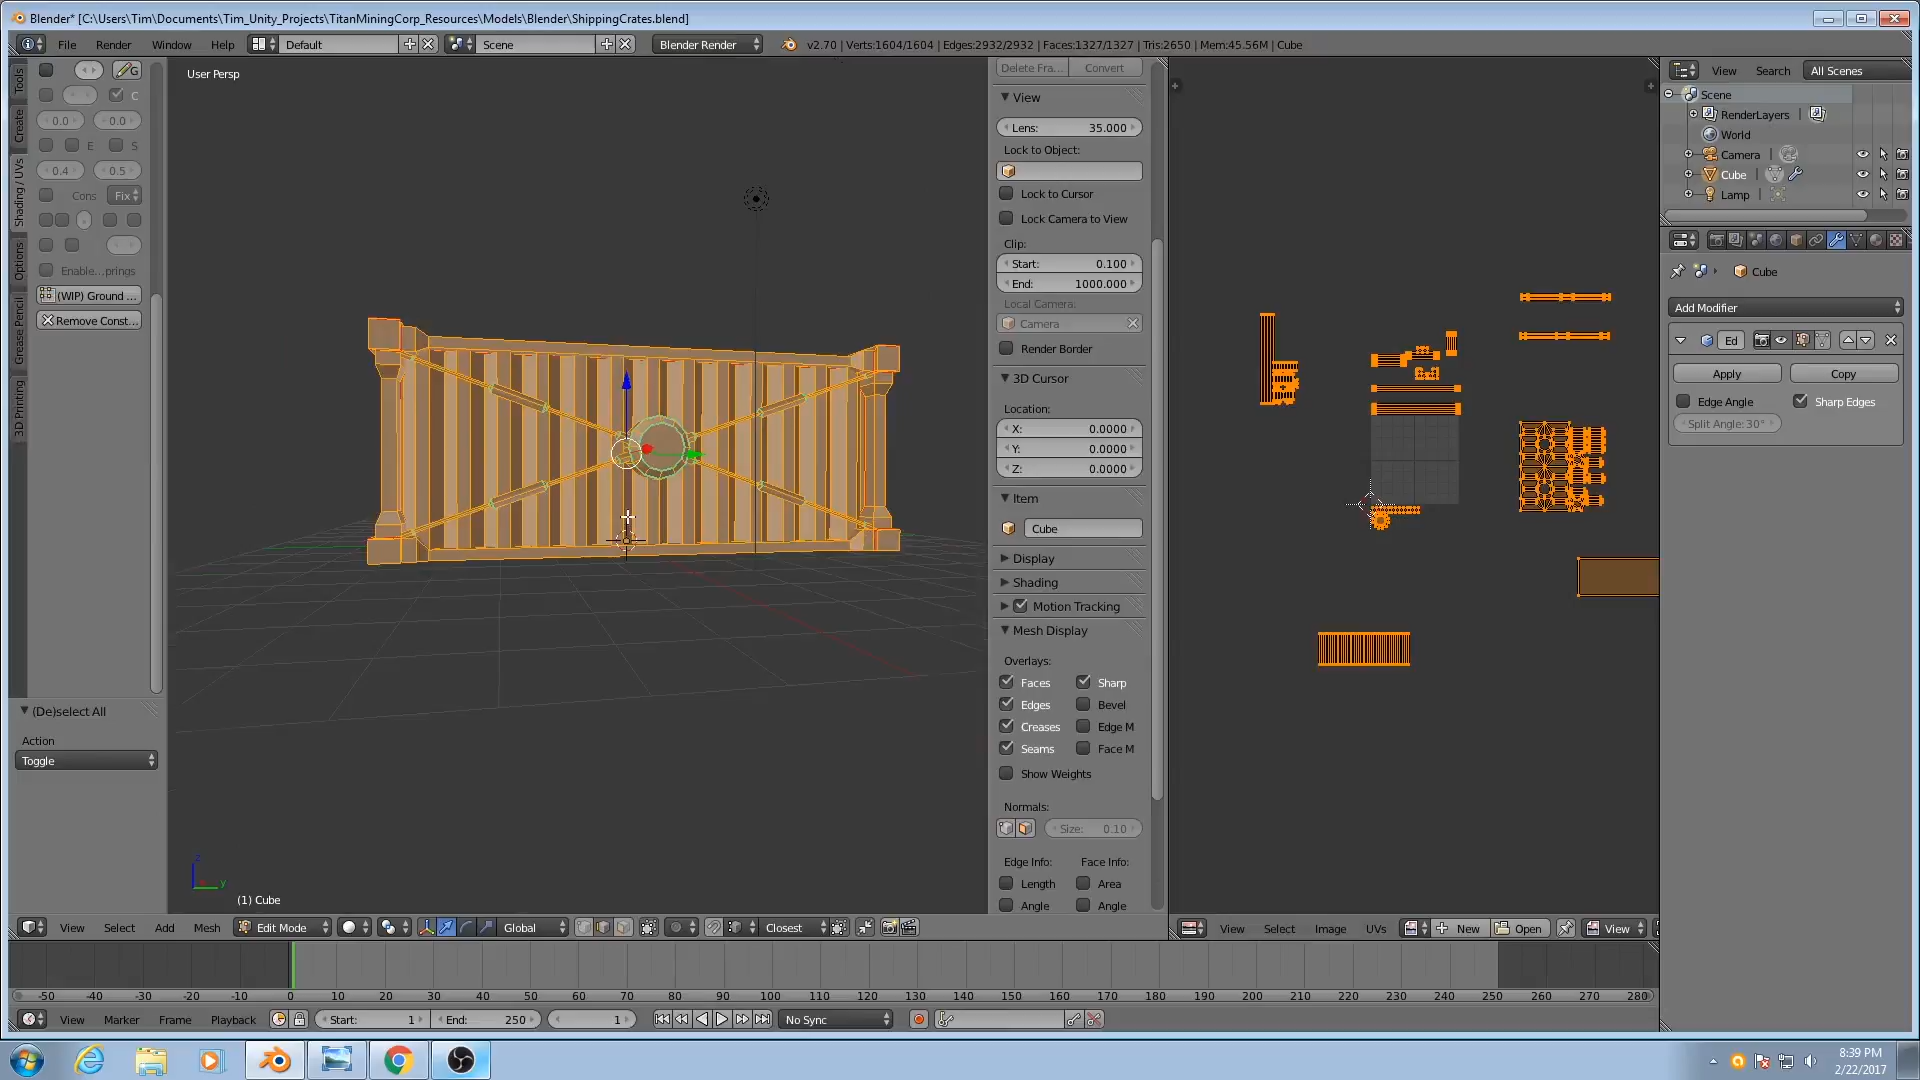 Blender* [C:\Users\Tim\Documents\Tim_Unity_Projects\TitanMiningCorp_Resources\Models\Blender\ShippingCrates.blend]
File Render Window Help Default Scene Blender Render v2.70 | Verts:1604/1604 | Edges:2932/2932 | Faces:1327/1327 | Tris:2650 | Mem:45.56M | Cube
Tools
Create
Shading / UVs
Options
Grease Pencil
3D Printing
G
C
0.0 0.0
E S
0.4 0.5
Cons Fix
Enable...prings
(WIP) Ground ...
Remove Const...
(De)select All
Action
Toggle
User Persp
z
y
(1) Cube
Delete Fra... Convert
View
Lens: 35.000
Lock to Object:
Lock to Cursor
Lock Camera to View
Clip:
Start: 0.100
End: 1000.000
Local Camera:
Camera
Render Border
3D Cursor
Location:
X: 0.0000
Y: 0.0000
Z: 0.0000
Item
Cube
Display
Shading
Motion Tracking
Mesh Display
Overlays:
Faces Sharp
Edges Bevel
Creases Edge M
Seams Face M
Show Weights
Normals:
Size: 0.10
Edge Info: Face Info:
Length Area
Angle Angle
View Search All Scenes
Scene
RenderLayers |
World
Camera |
Cube |
Lamp |
Cube
Add Modifier
Ed
Apply Copy
Edge Angle Sharp Edges
Split Angle: 30°
View Select Add Mesh Edit Mode Global Closest
View Select Image UVs New Open View
-50 -40 -30 -20 -10 0 10 20 30 40 50 60 70 80 90 100 110 120 130 140 150 160 170 180 190 200 210 220 230 240 250 260 270 280
View Marker Frame Playback Start: 1 End: 250 1 No Sync
8:39 PM
2/22/2017